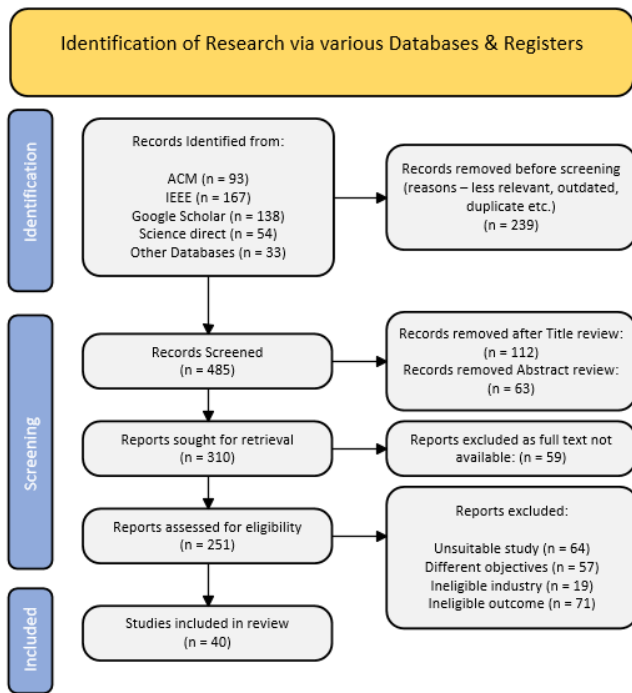 Identification of Research via various Databases & Registers
Identification
Records Identified from:
ACM (n = 93)
IEEE (n = 167)
Google Scholar (n = 138)
Science direct (n = 54)
Other Databases (n = 33)
Records removed before screening
(reasons – less relevant, outdated,
duplicate etc.)
(n = 239)
Screening
Records Screened
(n = 485)
Records removed after Title review:
(n = 112)
Records removed Abstract review:
(n = 63)
Reports sought for retrieval
(n = 310)
Reports excluded as full text not
available: (n = 59)
Reports assessed for eligibility
(n = 251)
Reports excluded:
Unsuitable study (n = 64)
Different objectives (n = 57)
Ineligible industry (n = 19)
Ineligible outcome (n = 71)
Included
Studies included in review
(n = 40)